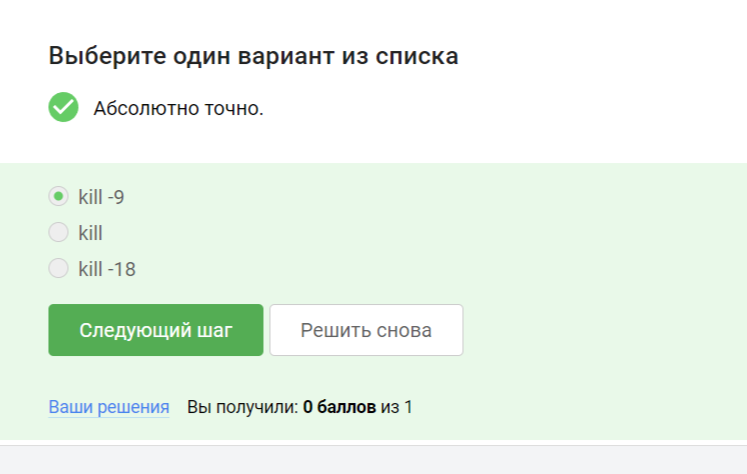 Выберите один вариант из списка
Абсолютно точно.
kill -9
kill
kill -18
Следующий шаг
Решить снова
Ваши решения Вы получили: 0 баллов из 1